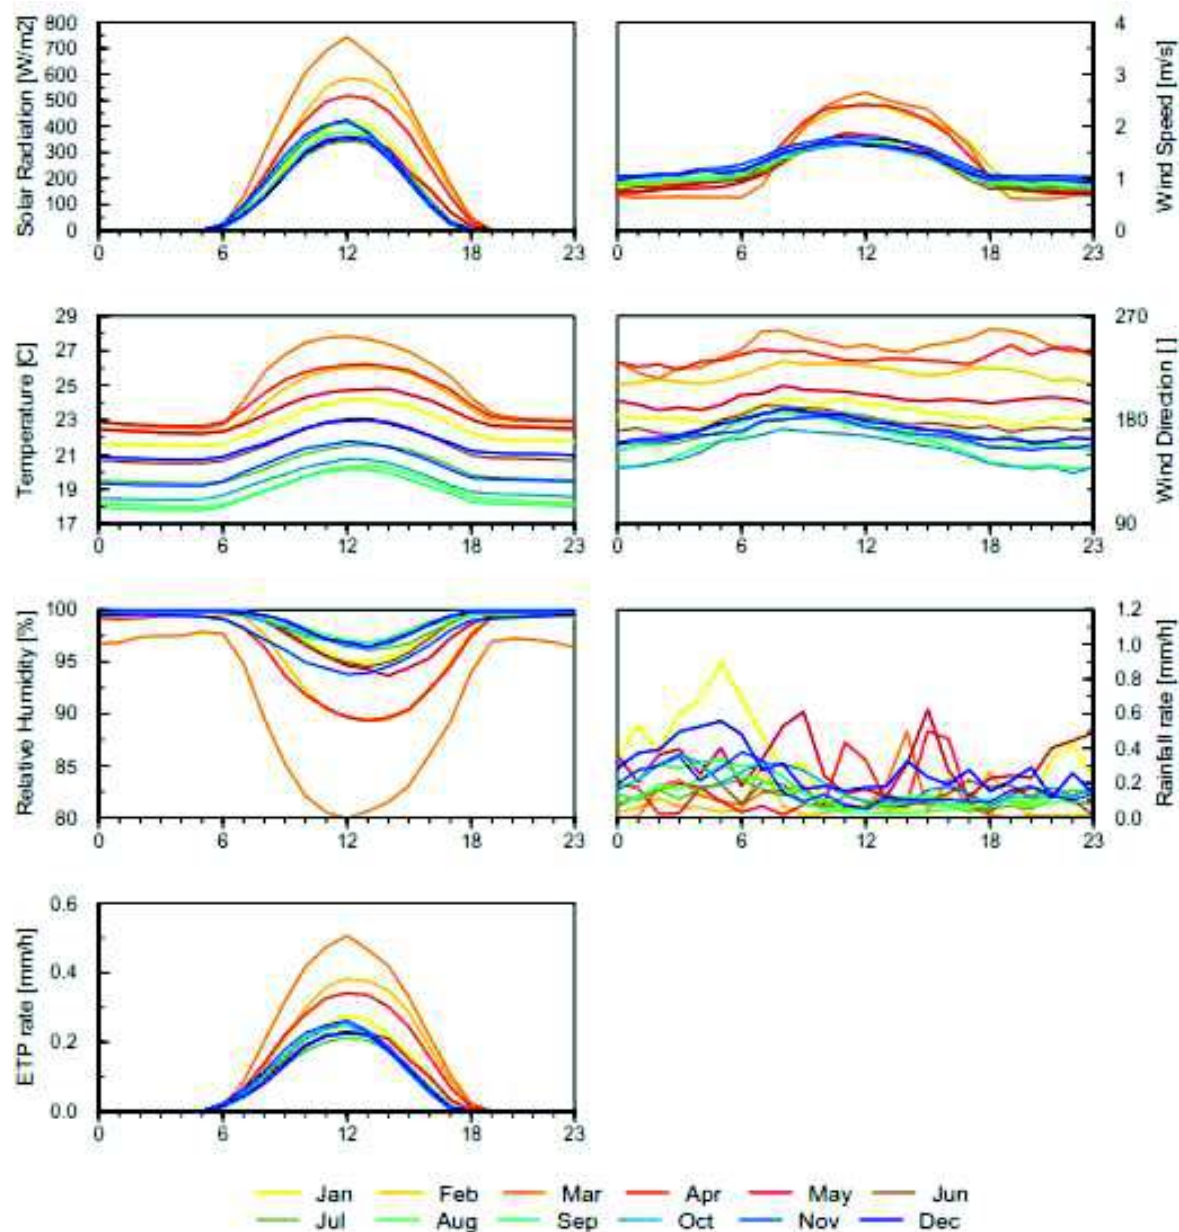 Solar Radiation [W/m2]
800
700
600
500
400
300
200
100
0
0 6 12 18 23
Wind Speed [m/s]
4
3
2
1
0
0 6 12 18 23
Temperature [C]
29
27
25
23
21
19
17
0 6 12 18 23
Wind Direction [ ]
270
180
90
0 6 12 18 23
Relative Humidity [%]
100
95
90
85
80
0 6 12 18 23
Rainfall rate [mm/h]
1.2
1.0
0.8
0.6
0.4
0.2
0.0
0 6 12 18 23
ETP rate [mm/h]
0.6
0.4
0.2
0.0
0 6 12 18 23
Jan Feb Mar Apr May Jun
Jul Aug Sep Oct Nov Dec